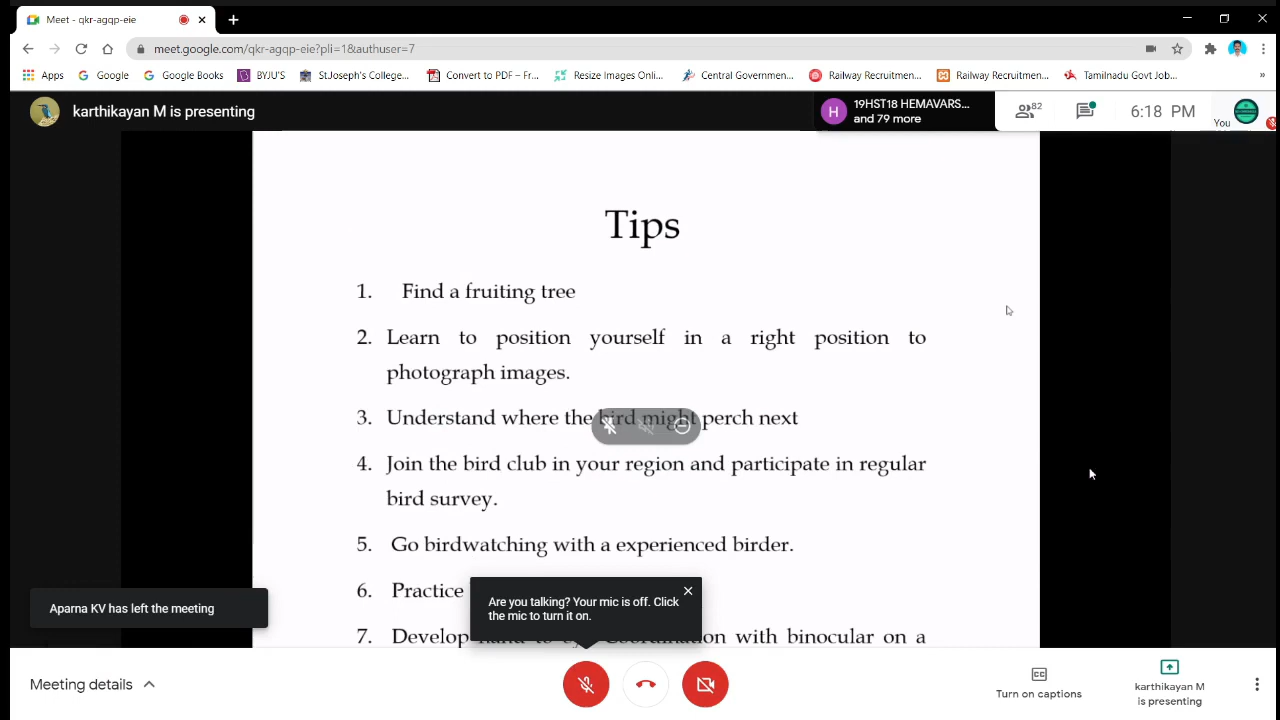 Meet - qkr-agqp-eie
meet.google.com/qkr-agqp-eie?pli=1&authuser=7
Apps Google Google Books BYJU'S St.Joseph's College... Convert to PDF – Fr... Resize Images Onli... Central Governmen... Railway Recruitmen... Railway Recruitmen... Tamilnadu Govt Job... »
karthikayan M is presenting
19HST18 HEMAVARS...
and 79 more
82
6:18 PM
You
Tips
1. Find a fruiting tree
2. Learn to position yourself in a right position to
photograph images.
3. Understand where the bird might perch next
4. Join the bird club in your region and participate in regular
bird survey.
5. Go birdwatching with a experienced birder.
6. Practice
7. Develop hand to eye coordination with binocular on a
Aparna KV has left the meeting
Are you talking? Your mic is off. Click
the mic to turn it on.
Meeting details
CC
Turn on captions
karthikayan M
is presenting